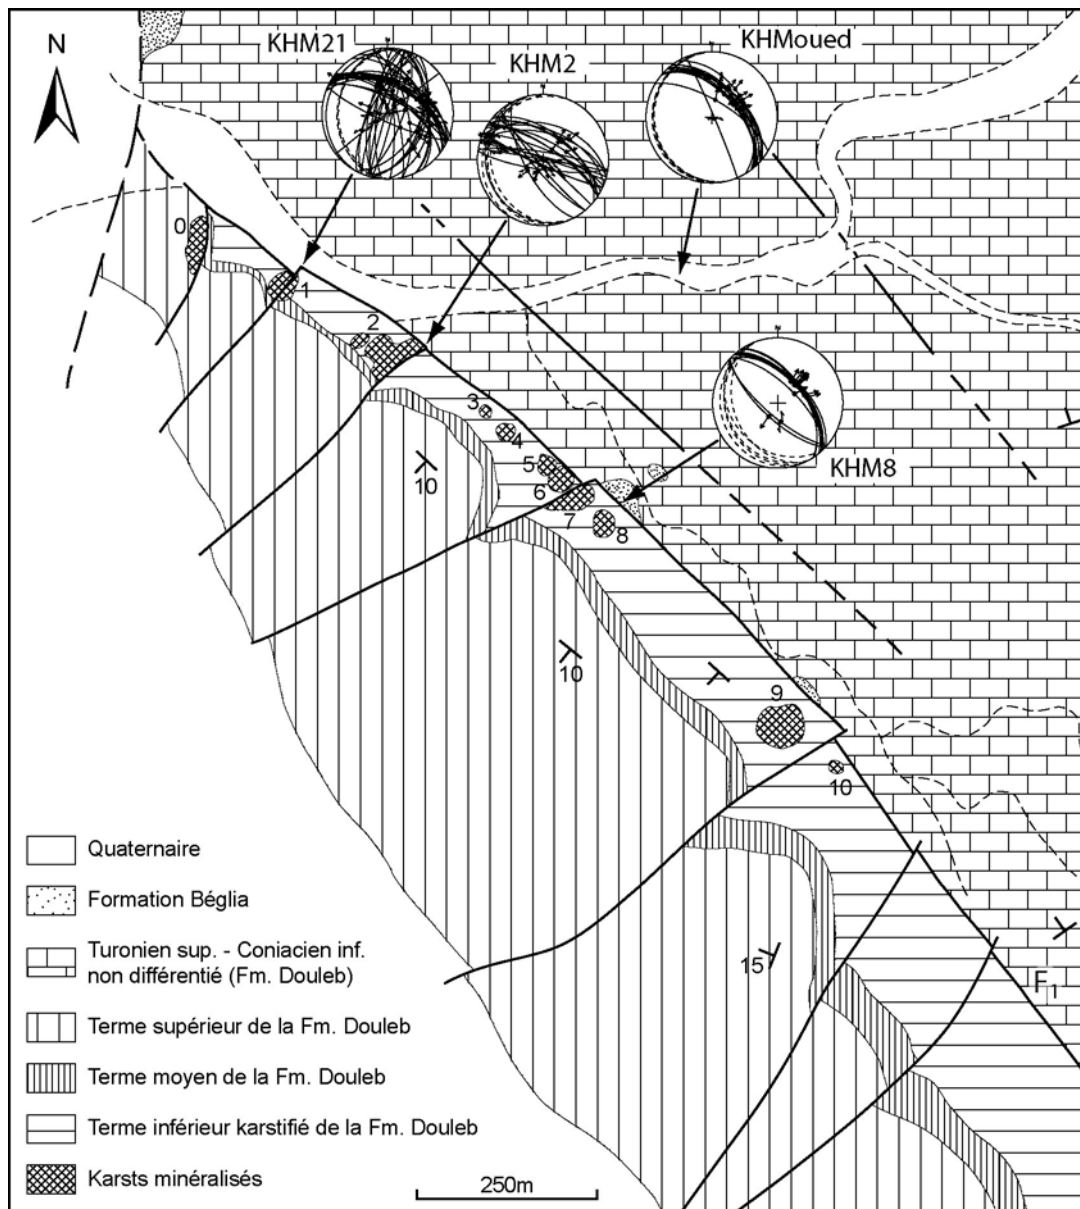 N
KHM21
KHM2
KHMoued
0
1
2
3
4
10
5
6
7
8
KHM8
10
9
10
15
F1
Quaternaire
Formation Béglia
Turonien sup. - Coniacien inf.
non différentié (Fm. Douleb)
Terme supérieur de la Fm. Douleb
Terme moyen de la Fm. Douleb
Terme inférieur karstifié de la Fm. Douleb
Karsts minéralisés
250m